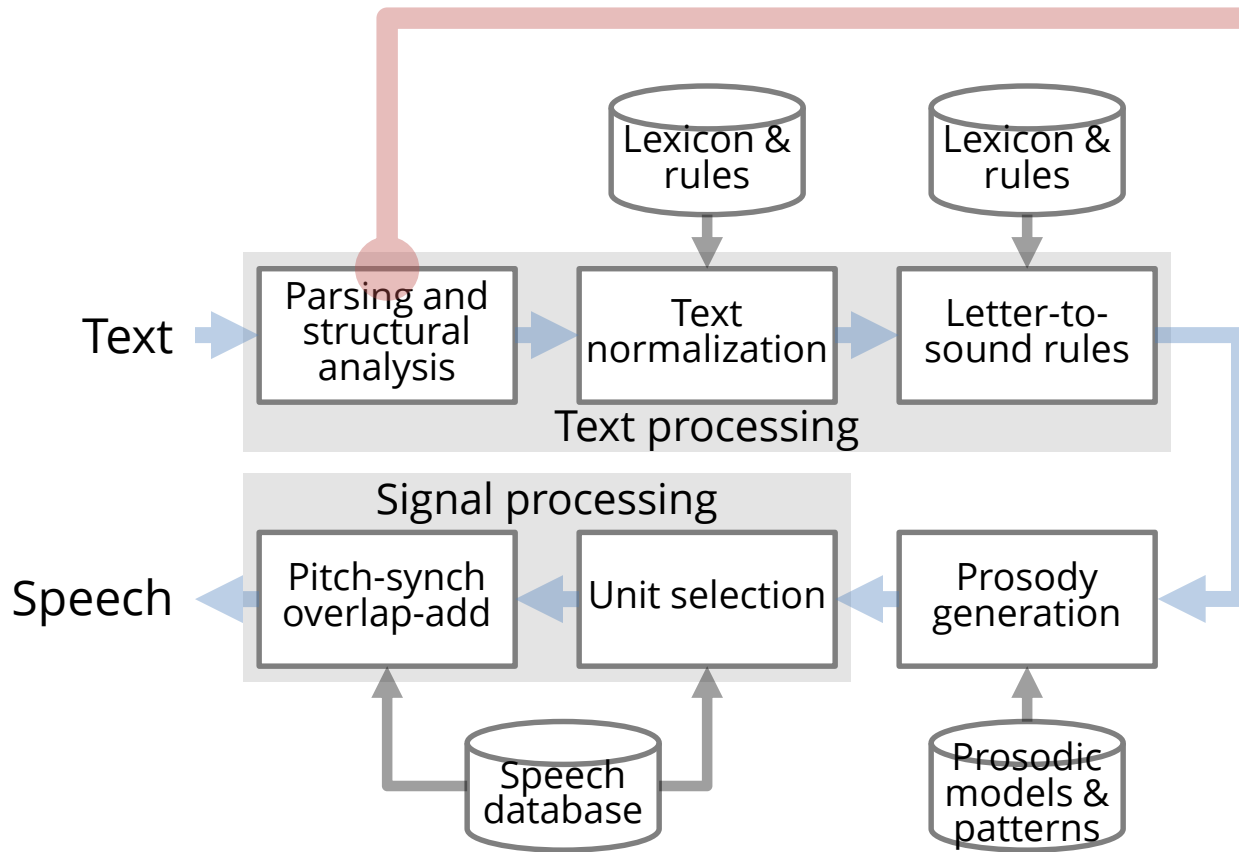 Lexicon &
rules
Lexicon &
rules
Text
Parsing and
structural
analysis
Text
normalization
Letter-to-
sound rules
Text processing
Signal processing
Speech
Pitch-synch
overlap-add
Unit selection
Prosody
generation
Speech
database
Prosodic
models &
patterns